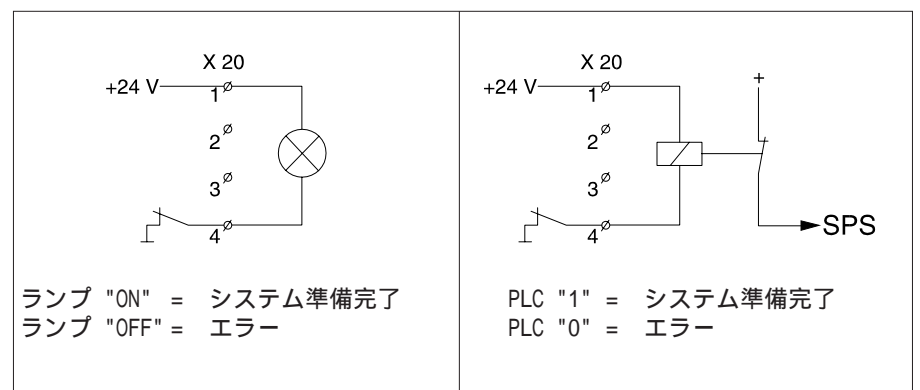 X 20
+24 V
1
2
3
4
ランプ "ON" = システム準備完了
ランプ "OFF" = エラー
X 20
+24 V
1
2
3
4
+
SPS
PLC "1" = システム準備完了
PLC "0" = エラー